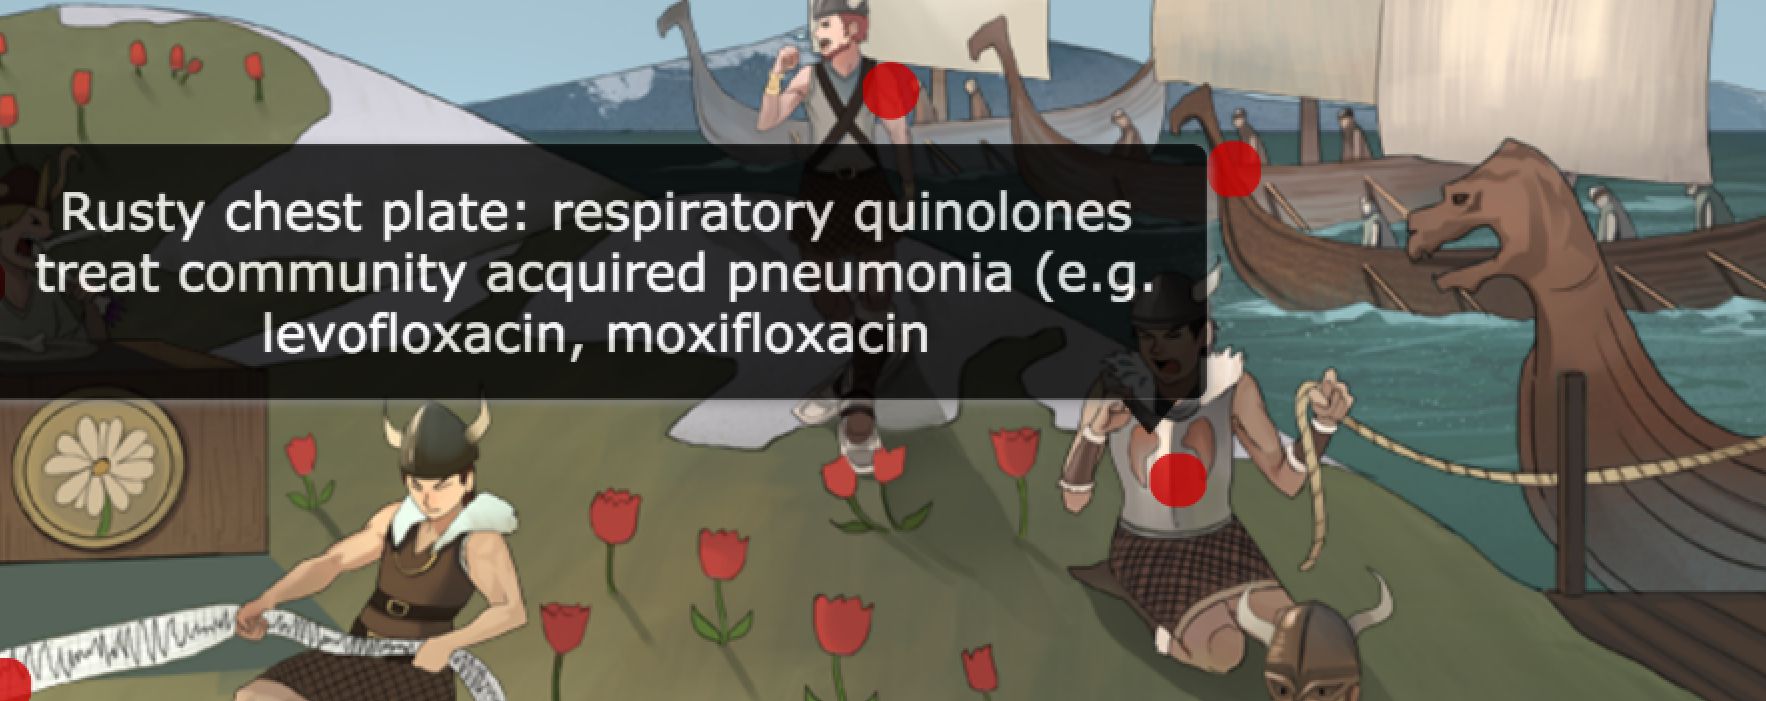 Rusty chest plate: respiratory quinolones
treat community acquired pneumonia (e.g.
levofloxacin, moxifloxacin